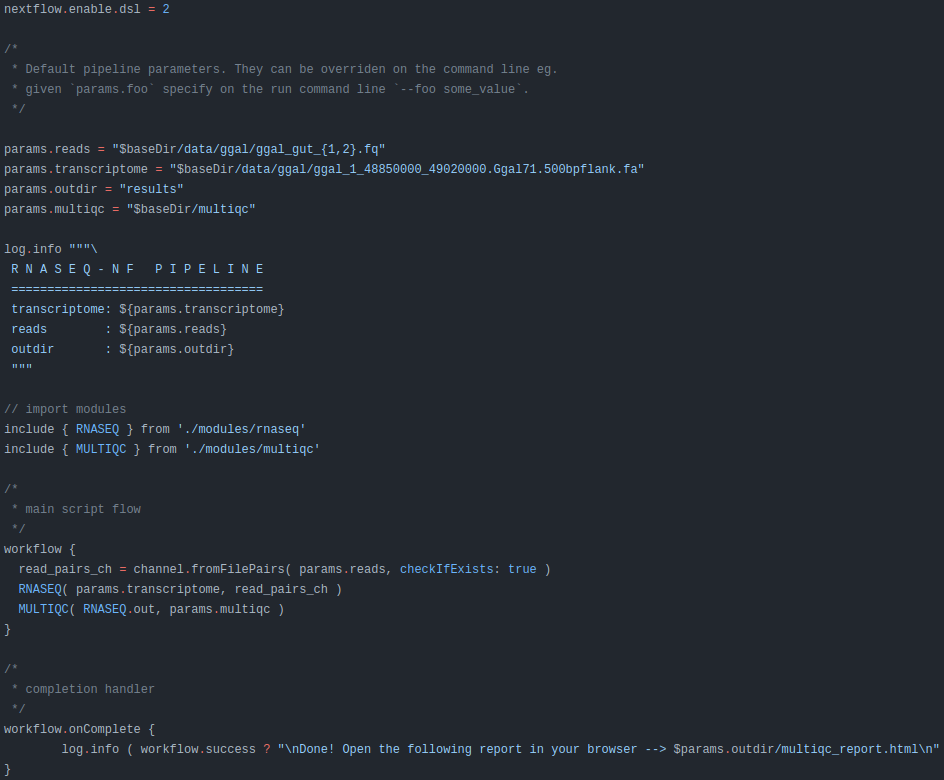 nextflow.enable.dsl = 2
/*
 * Default pipeline parameters. They can be overriden on the command line eg.
 * given `params.foo` specify on the run command line `--foo some_value`.
 */
params.reads = "$baseDir/data/ggal/ggal_gut_{1,2}.fq"
params.transcriptome = "$baseDir/data/ggal/ggal_1_48850000_49020000.Ggal71.500bpflank.fa"
params.outdir = "results"
params.multiqc = "$baseDir/multiqc"
log.info """\
 R N A S E Q - N F   P I P E L I N E
 ===================================
 transcriptome: ${params.transcriptome}
 reads        : ${params.reads}
 outdir       : ${params.outdir}
 """
// import modules
include { RNASEQ } from './modules/rnaseq'
include { MULTIQC } from './modules/multiqc'
/*
 * main script flow
 */
workflow {
  read_pairs_ch = channel.fromFilePairs( params.reads, checkIfExists: true )
  RNASEQ( params.transcriptome, read_pairs_ch )
  MULTIQC( RNASEQ.out, params.multiqc )
}
/*
 * completion handler
 */
workflow.onComplete {
        log.info ( workflow.success ? "\nDone! Open the following report in your browser --> $params.outdir/multiqc_report.html\n"
}